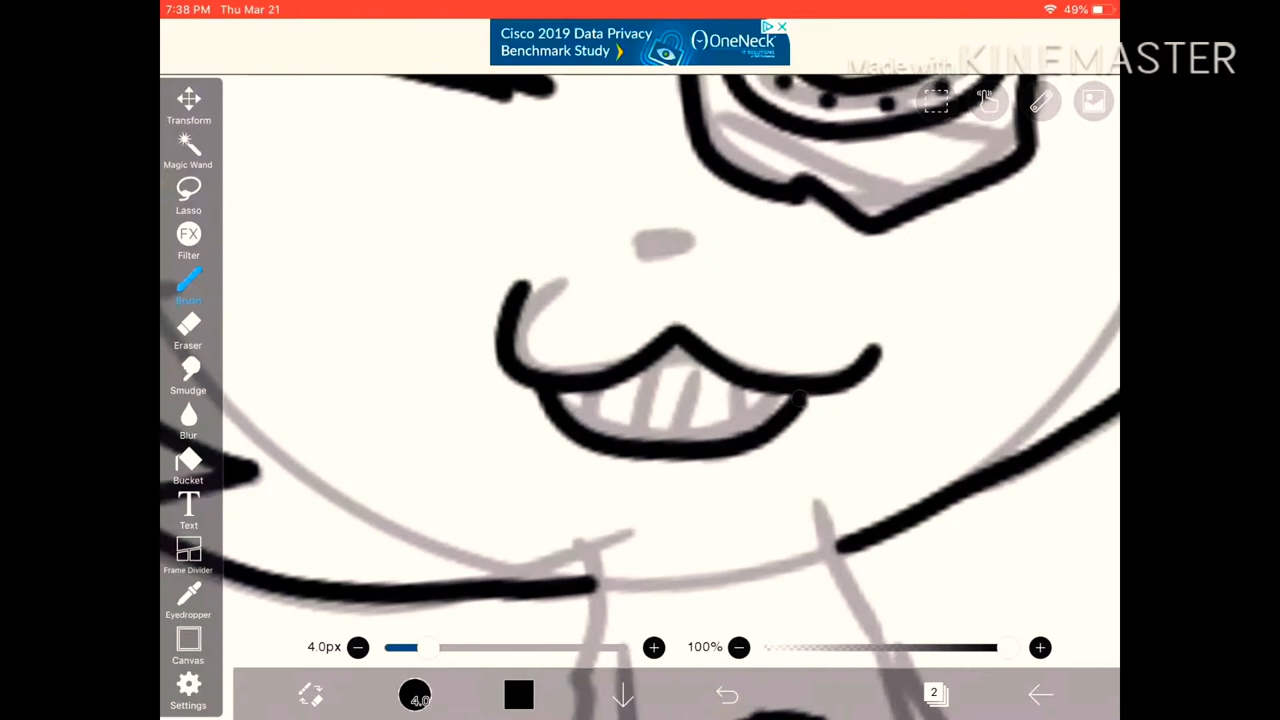 7:38 PM Thu Mar 21
49%
Cisco 2019 Data Privacy
Benchmark Study
OneNeck
Made with KINEMASTER
Transform
Magic Wand
Lasso
FX
Filter
Brush
Eraser
Smudge
Blur
Bucket
T
Text
Frame Divider
Eyedropper
Canvas
Settings
4.0px
100%
4.0
2